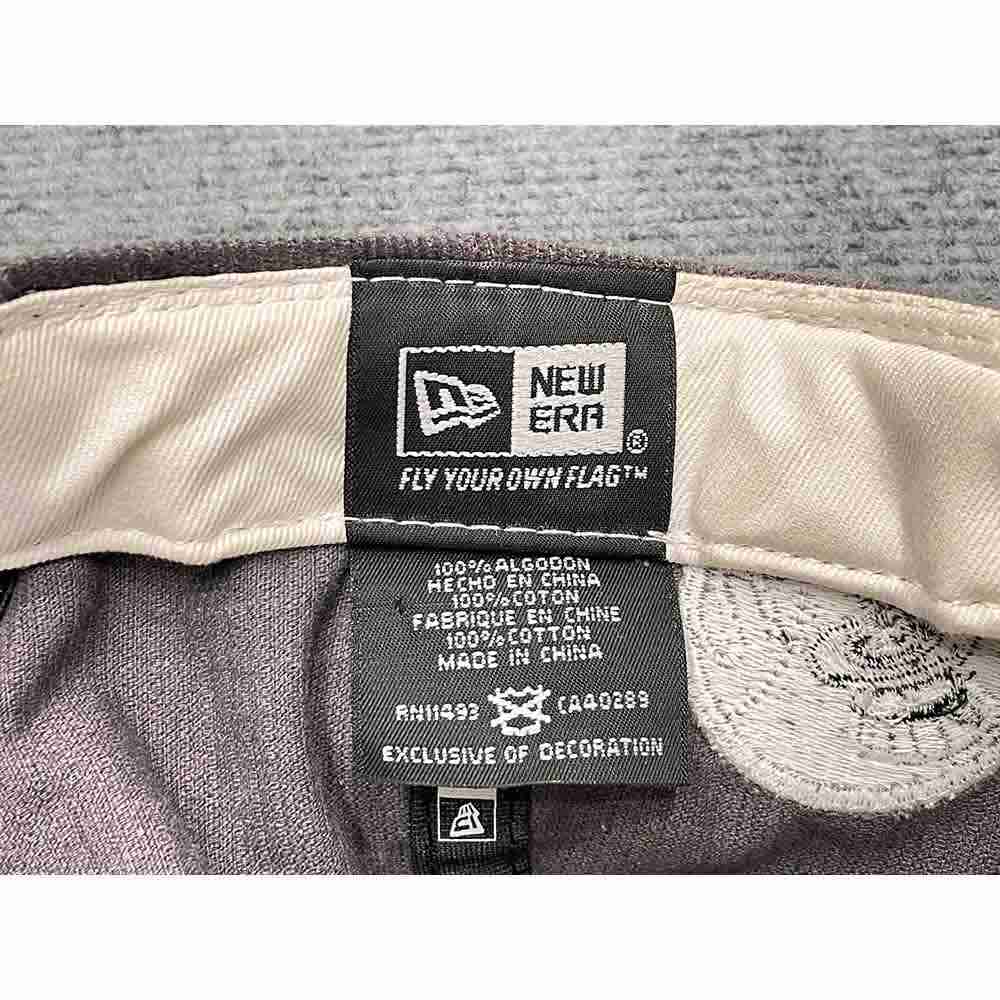 NEW
ERA®
FLY YOUR OWN FLAG™
100% ALGODON
HECHO EN CHINA
100% COTON
FABRIQUE EN CHINE
100% COTTON
MADE IN CHINA
RN11493 CA40289
EXCLUSIVE OF DECORATION